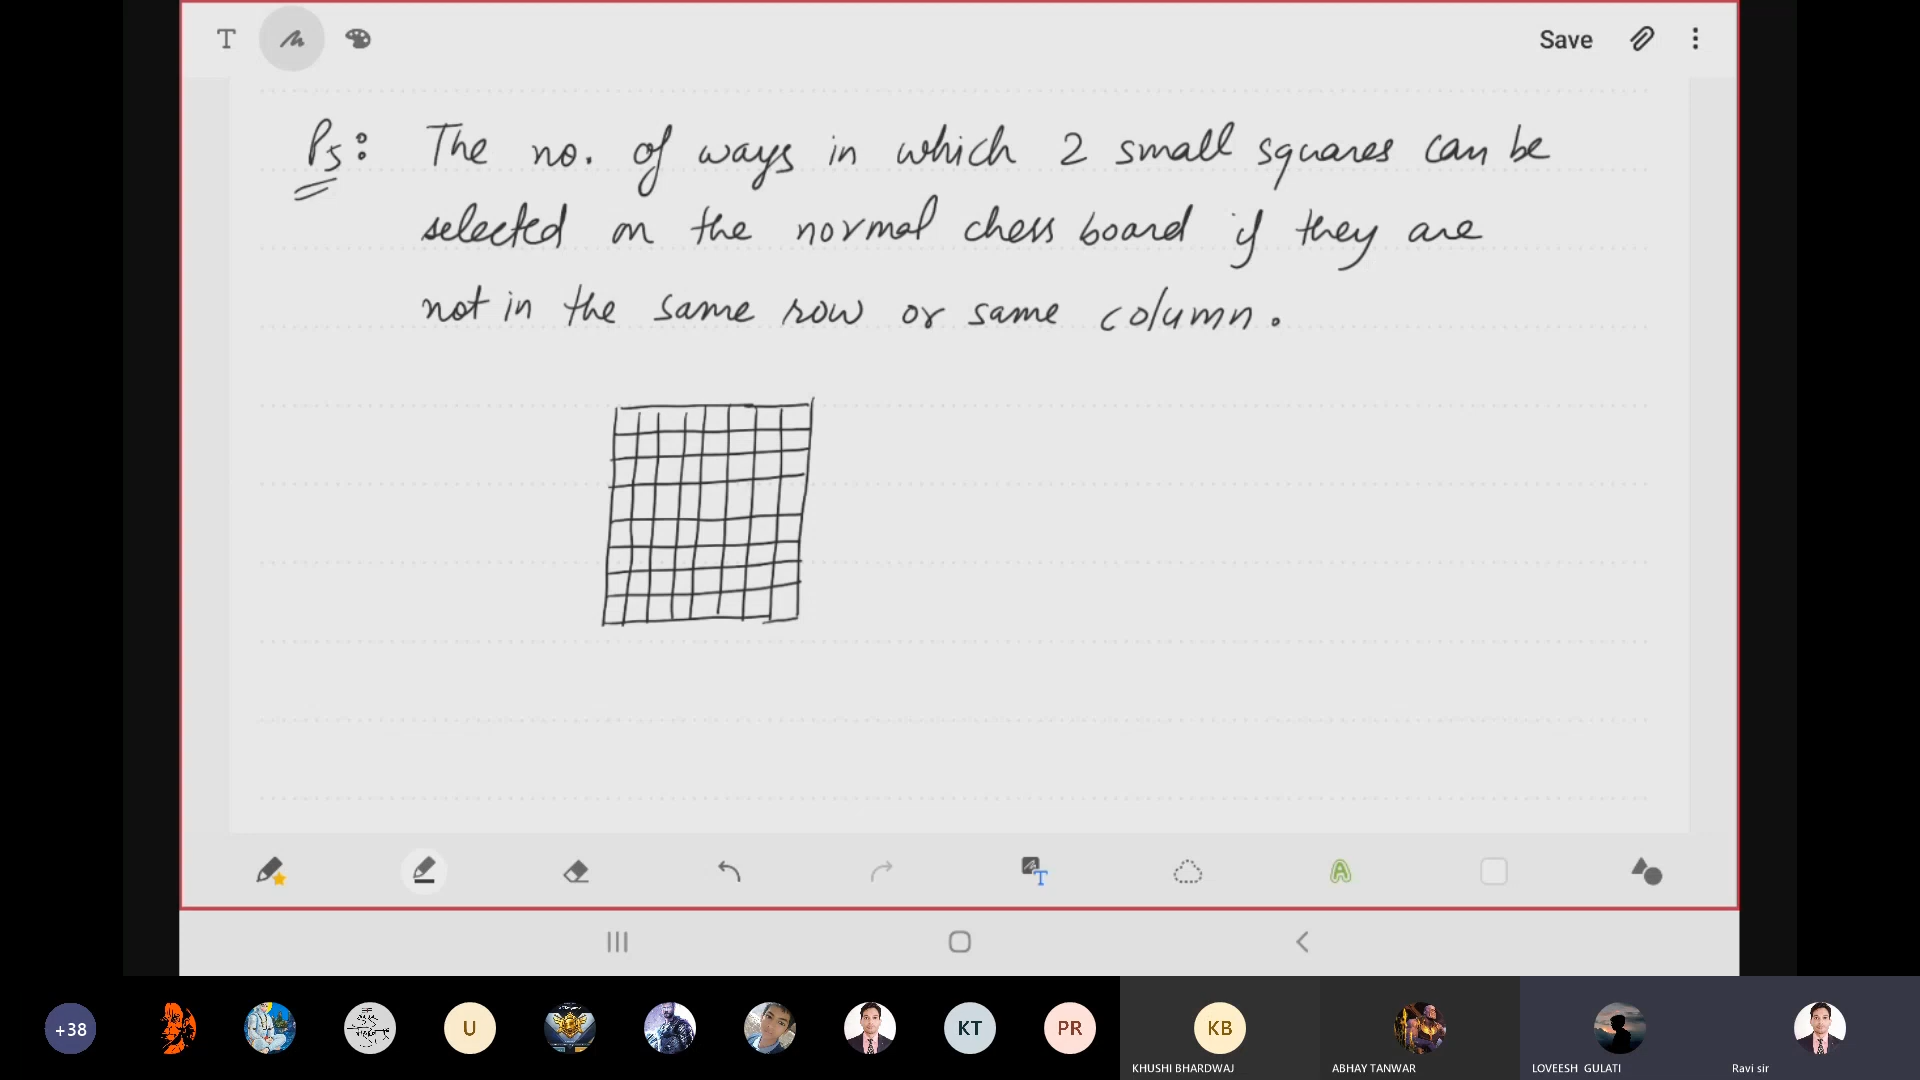 T
Save
P5: The no. of ways in which 2 small squares can be
selected on the normal chess board if they are
not in the same row or same column.
T
A
+38
U
KT
PR
KB
KHUSHI BHARDWAJ
ABHAY TANWAR
LOVEESH GULATI
Ravi sir